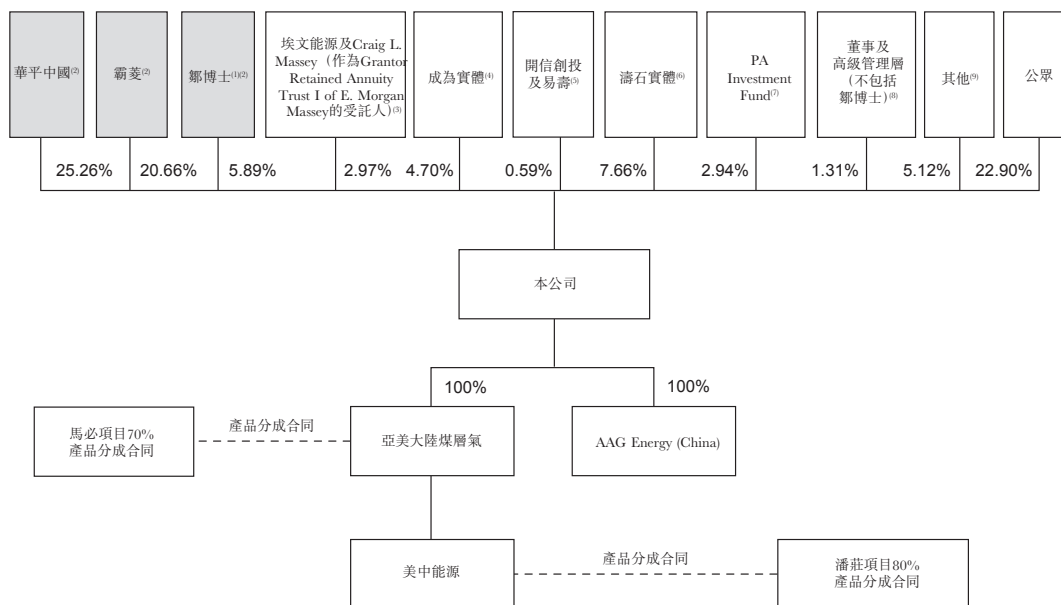 華平中國(2)
霸菱(2)
鄒博士(1)(2)
埃文能源及Craig L.
Massey（作為Grantor
Retained Annuity
Trust I of E. Morgan
Massey的受託人）(3)
成為實體(4)
開信創投
及易壽(5)
濤石實體(6)
PA
Investment
Fund(7)
董事及
高級管理層
（不包括
鄒博士）(8)
其他(9)
公眾
25.26%
20.66%
5.89%
2.97%
4.70%
0.59%
7.66%
2.94%
1.31%
5.12%
22.90%
本公司
100%
100%
馬必項目70%
產品分成合同
產品分成合同
亞美大陸煤層氣
AAG Energy (China)
美中能源
產品分成合同
潘莊項目80%
產品分成合同